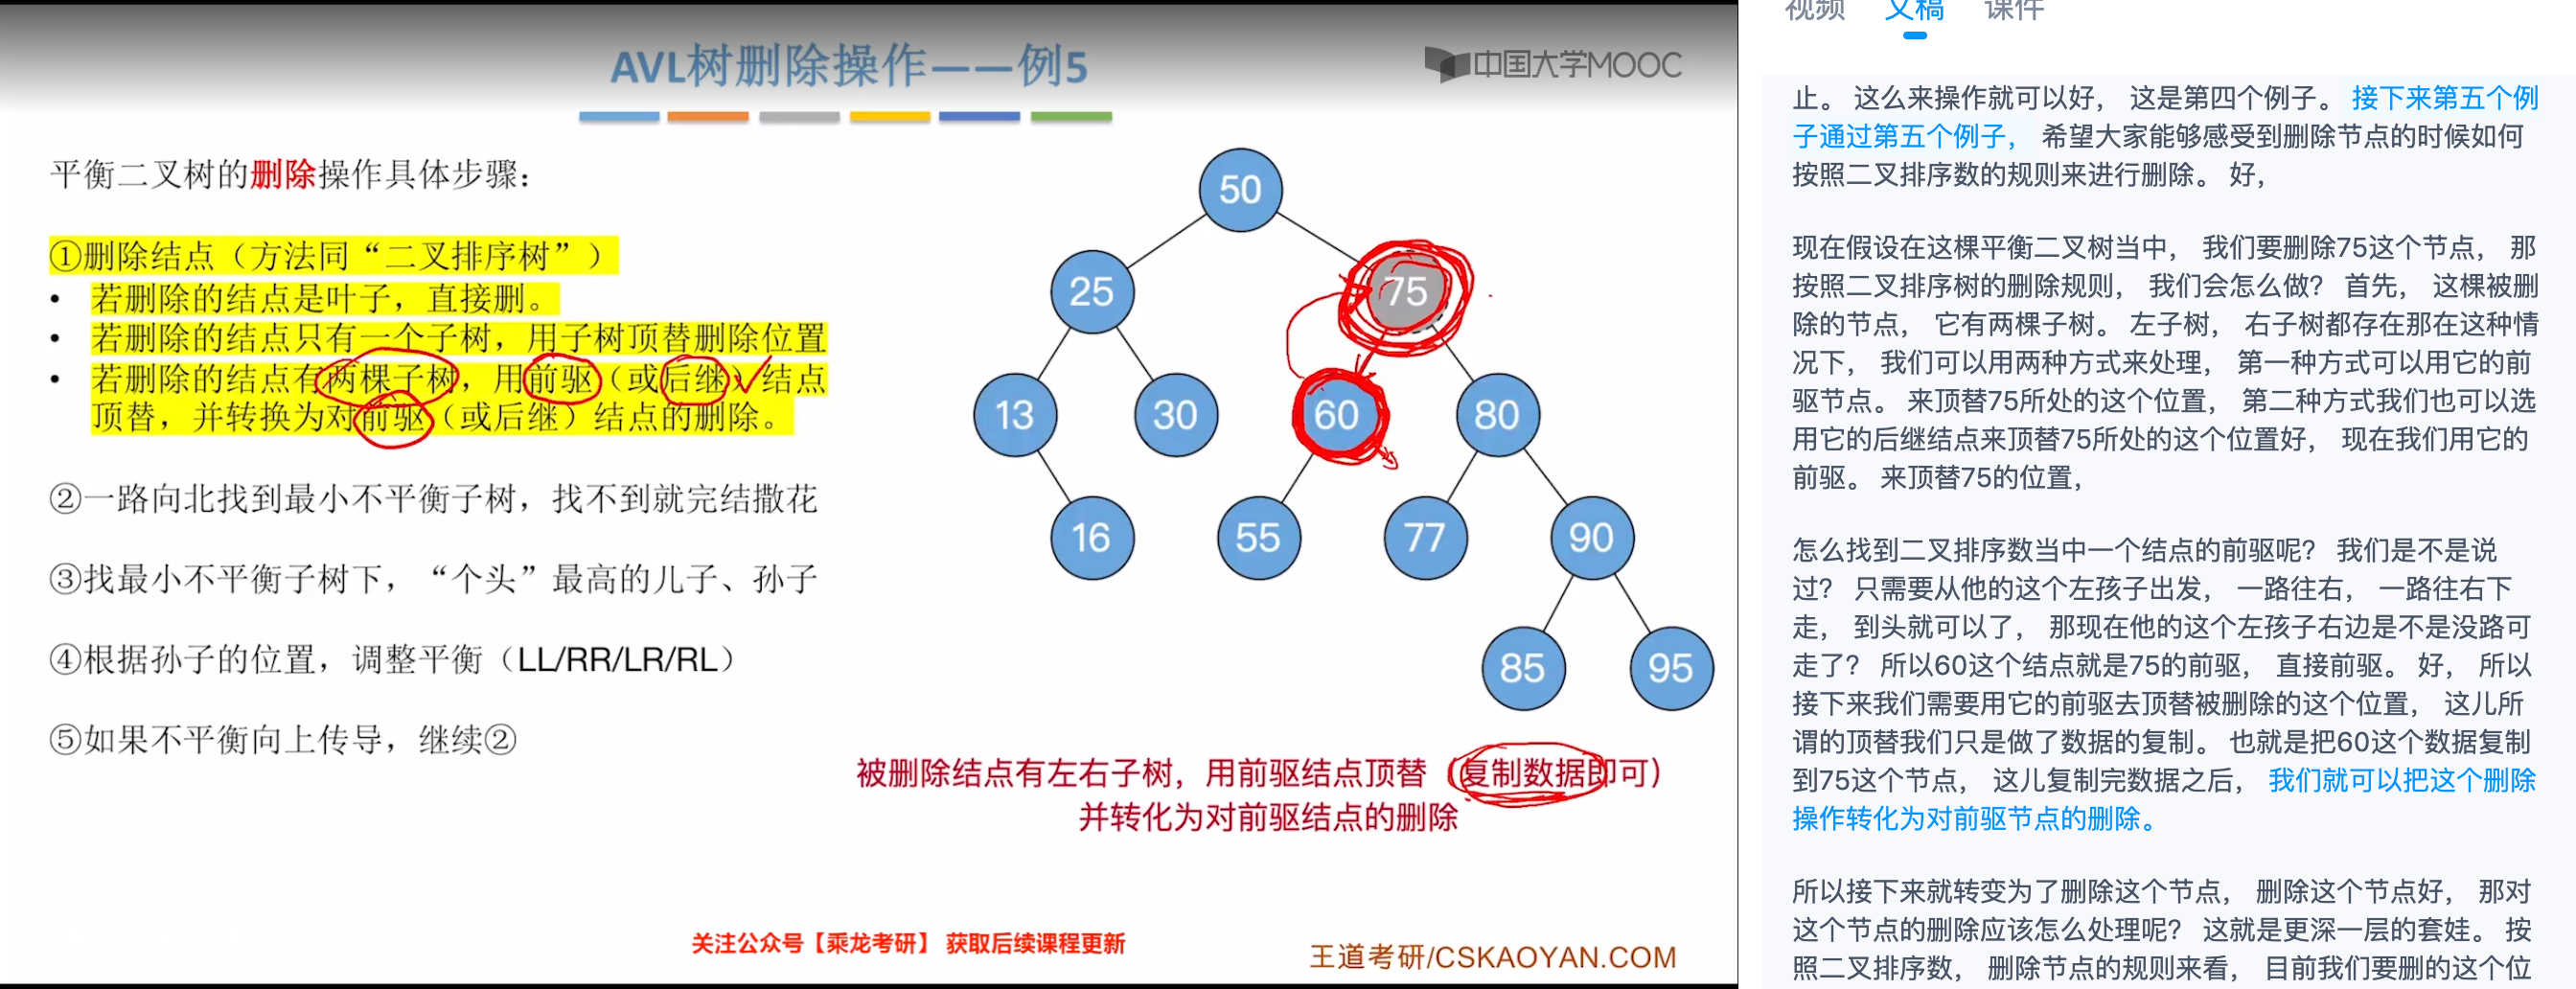 AVL树删除操作——例5
中国大学MOOC
平衡二叉树的删除操作具体步骤：
①删除结点（方法同“二叉排序树”）
• 若删除的结点是叶子，直接删。
• 若删除的结点只有一个子树，用子树顶替删除位置
• 若删除的结点有两棵子树，用前驱（或后继）结点
顶替，并转换为对前驱（或后继）结点的删除。
②一路向北找到最小不平衡子树，找不到就完结撒花
③找最小不平衡子树下，“个头”最高的儿子、孙子
④根据孙子的位置，调整平衡（LL/RR/LR/RL）
⑤如果不平衡向上传导，继续②
50
25
75
13
30
60
80
16
55
77
90
85
95
被删除结点有左右子树，用前驱结点顶替（复制数据即可）
并转化为对前驱结点的删除
关注公众号【乘龙考研】 获取后续课程更新
王道考研/CSKAOYAN.COM
视频 文稿 课件
止。 这么来操作就可以好， 这是第四个例子。 接下来第五个例
子通过第五个例子， 希望大家能够感受到删除节点的时候如何
按照二叉排序数的规则来进行删除。 好，
现在假设在这棵平衡二叉树当中， 我们要删除75这个节点， 那
按照二叉排序树的删除规则， 我们会怎么做？ 首先， 这棵被删
除的节点， 它有两棵子树。 左子树， 右子树都存在那在这种情
况下， 我们可以用两种方式来处理， 第一种方式可以用它的前
驱节点。 来顶替75所处的这个位置， 第二种方式我们也可以选
用它的后继结点来顶替75所处的这个位置好， 现在我们用它的
前驱。 来顶替75的位置，
怎么找到二叉排序数当中一个结点的前驱呢？ 我们是不是说
过？ 只需要从他的这个左孩子出发， 一路往右， 一路往右下
走， 到头就可以了， 那现在他的这个左孩子右边是不是没路可
走了？ 所以60这个结点就是75的前驱， 直接前驱。 好， 所以
接下来我们需要用它的前驱去顶替被删除的这个位置， 这儿所
谓的顶替我们只是做了数据的复制。 也就是把60这个数据复制
到75这个节点， 这儿复制完数据之后， 我们就可以把这个删除
操作转化为对前驱节点的删除。
所以接下来就转变为了删除这个节点， 删除这个节点好， 那对
这个节点的删除应该怎么处理呢？ 这就是更深一层的套娃。 按
照二叉排序数， 删除节点的规则来看， 目前我们要删的这个位